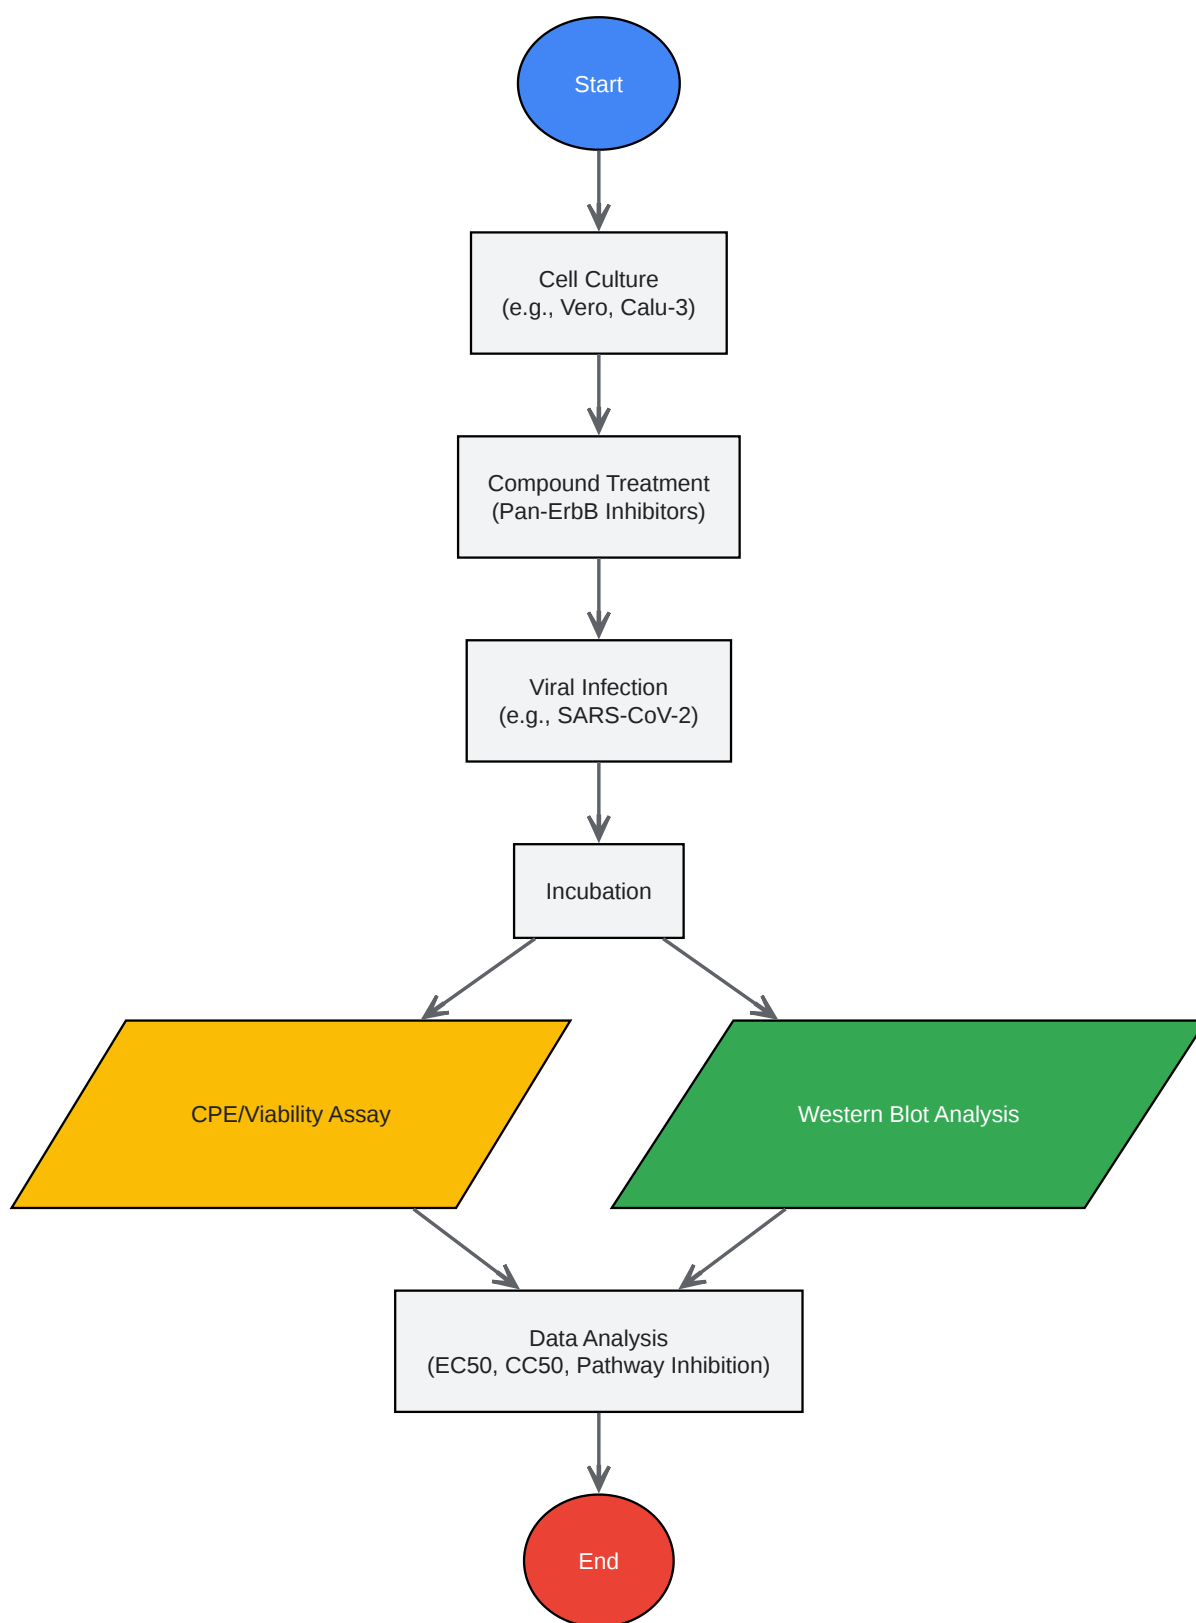 Start
Cell Culture
(e.g., Vero, Calu-3)
Compound Treatment
(Pan-ErbB Inhibitors)
Viral Infection
(e.g., SARS-CoV-2)
Incubation
CPE/Viability Assay
Western Blot Analysis
Data Analysis
(EC50, CC50, Pathway Inhibition)
End